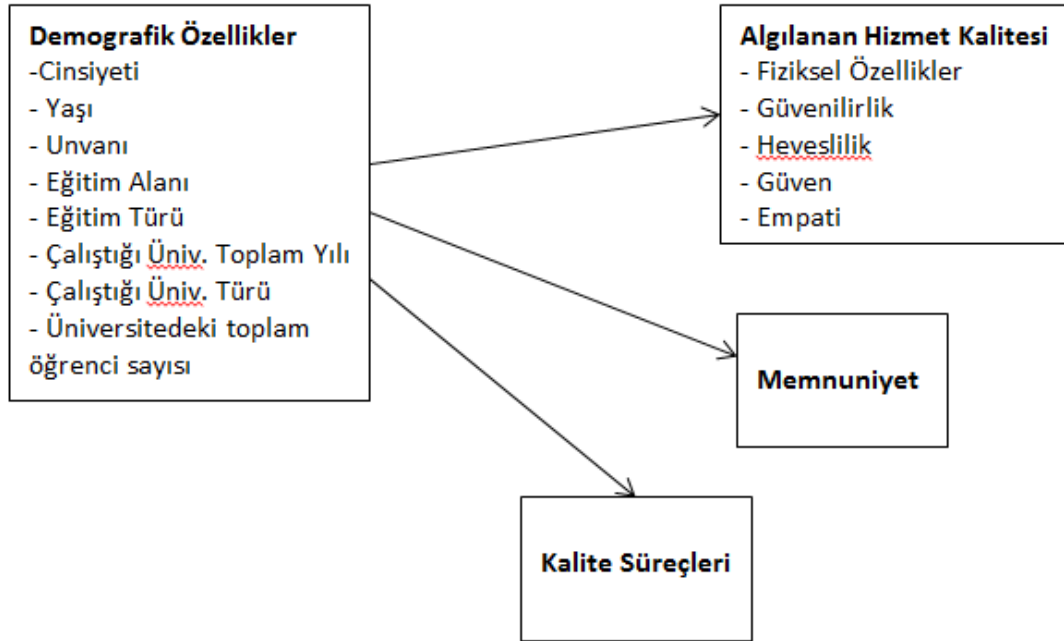 Demografik Özellikler
-Cinsiyeti
- Yaşı
- Unvanı
- Eğitim Alanı
- Eğitim Türü
- Çalıştığı Üniv. Toplam Yılı
- Çalıştığı Üniv. Türü
- Üniversitedeki toplam
öğrenci sayısı
Algılanan Hizmet Kalitesi
- Fiziksel Özellikler
- Güvenilirlik
- Heveslilik
- Güven
- Empati
Memnuniyet
Kalite Süreçleri